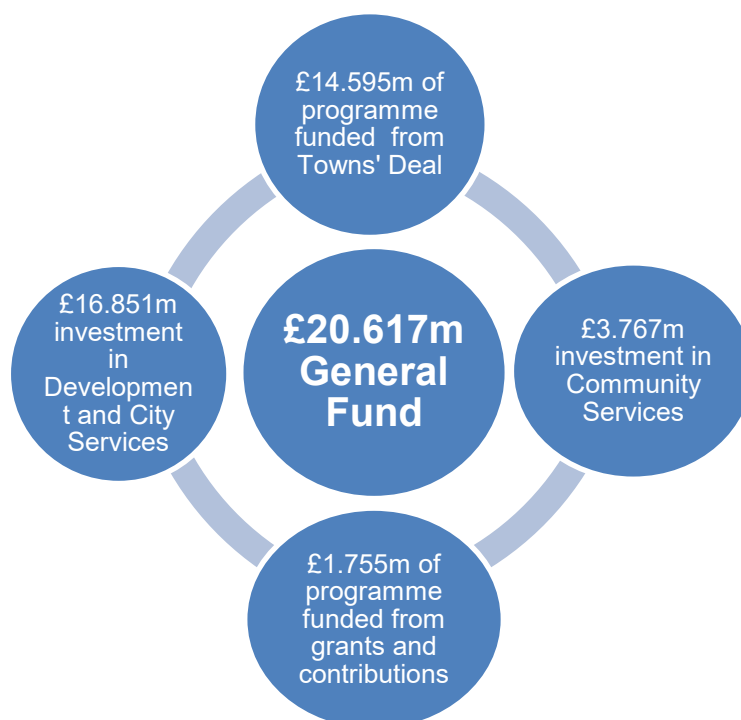 £14.595m of
programme
funded from
Towns' Deal
£16.851m
investment
in
Developmen
t and City
Services
£20.617m
General
Fund
£3.767m
investment in
Community
Services
£1.755m of
programme
funded from
grants and
contributions